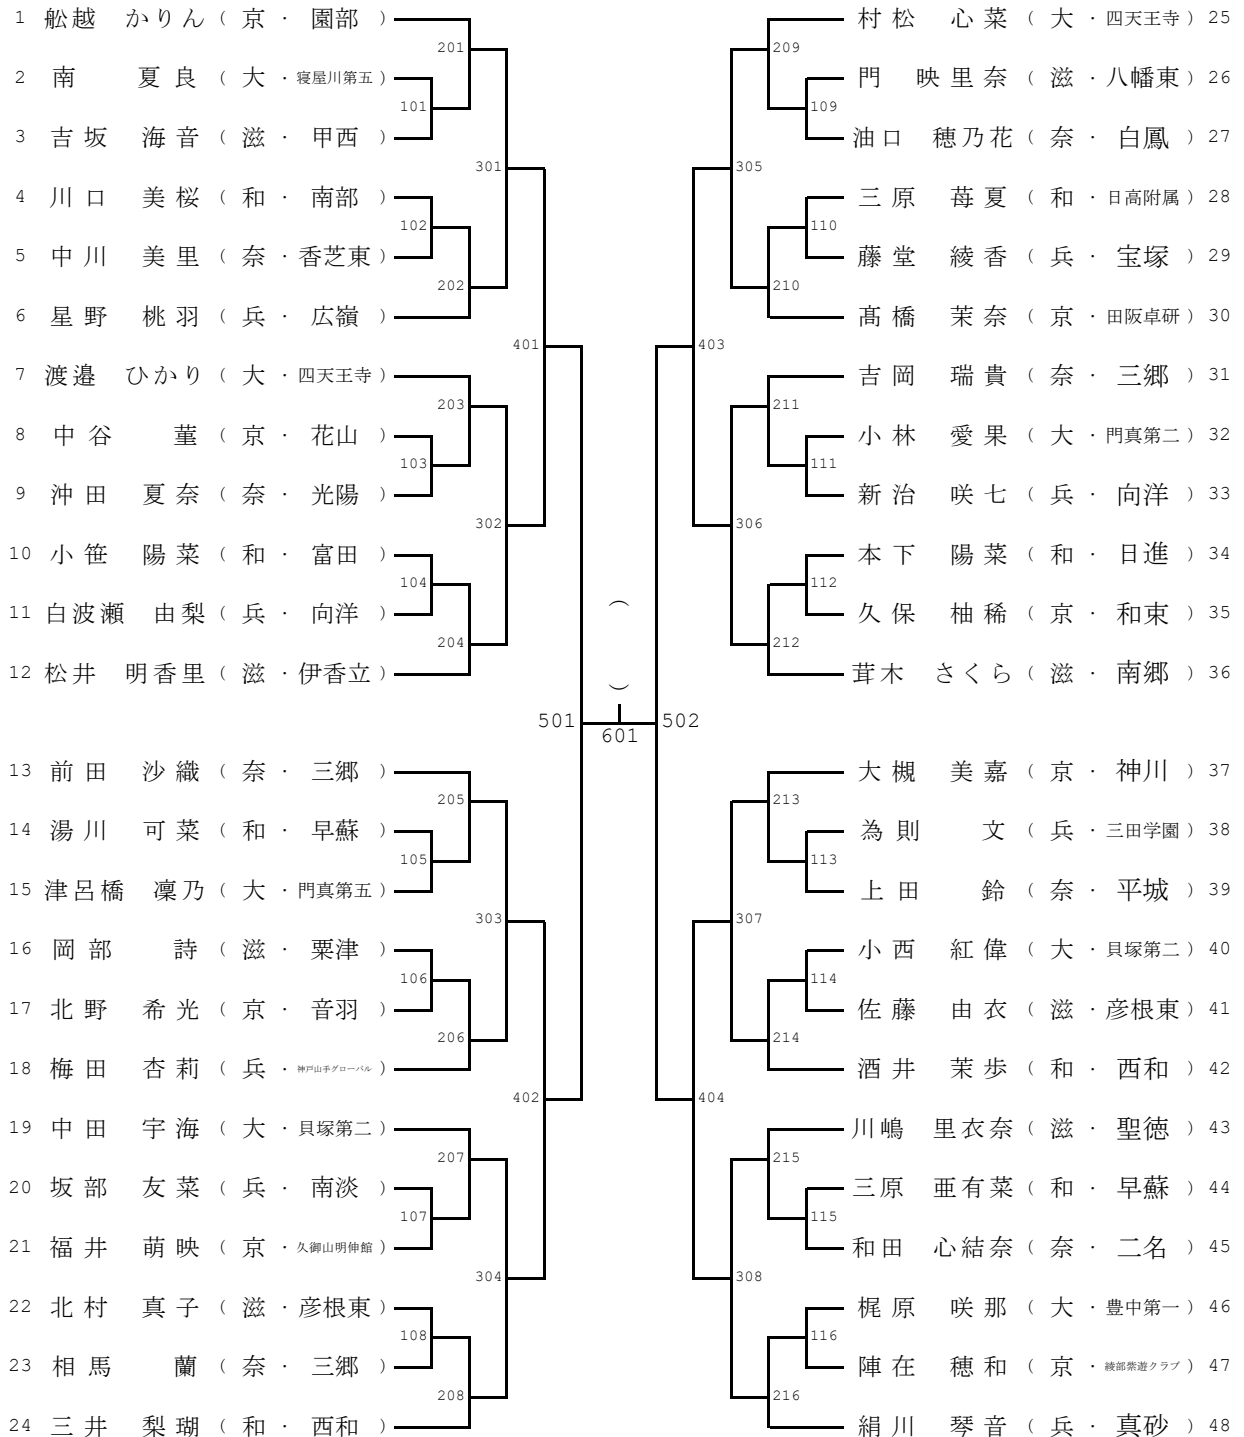 1 舩越 かりん ( 京 ・ 園部 )
201
2 南 夏良 ( 大 ・ 寝屋川第五 )
101
3 吉坂 海音 ( 滋 ・ 甲西 )
301
4 川口 美桜 ( 和 ・ 南部 )
102
5 中川 美里 ( 奈 ・ 香芝東 )
202
6 星野 桃羽 ( 兵 ・ 広嶺 )
401
7 渡邉 ひかり ( 大 ・ 四天王寺 )
203
8 中谷 菫 ( 京 ・ 花山 )
103
9 沖田 夏奈 ( 奈 ・ 光陽 )
302
10 小笹 陽菜 ( 和 ・ 富田 )
104
11 白波瀬 由梨 ( 兵 ・ 向洋 )
204
12 松井 明香里 ( 滋 ・ 伊香立 )
501
13 前田 沙織 ( 奈 ・ 三郷 )
205
14 湯川 可菜 ( 和 ・ 早蘇 )
105
15 津呂橋 凜乃 ( 大 ・ 門真第五 )
303
16 岡部 詩 ( 滋 ・ 粟津 )
106
17 北野 希光 ( 京 ・ 音羽 )
206
18 梅田 杏莉 ( 兵 ・ 神戸山手グローバル )
402
19 中田 宇海 ( 大 ・ 貝塚第二 )
207
20 坂部 友菜 ( 兵 ・ 南淡 )
107
21 福井 萌映 ( 京 ・ 久御山明伸館 )
304
22 北村 真子 ( 滋 ・ 彦根東 )
108
23 相馬 蘭 ( 奈 ・ 三郷 )
208
24 三井 梨瑚 ( 和 ・ 西和 )
( )
601
村松 心菜 ( 大 ・ 四天王寺 ) 25
209
門 映里奈 ( 滋 ・ 八幡東 ) 26
109
油口 穂乃花 ( 奈 ・ 白鳳 ) 27
305
三原 苺夏 ( 和 ・ 日高附属 ) 28
110
藤堂 綾香 ( 兵 ・ 宝塚 ) 29
210
髙橋 茉奈 ( 京 ・ 田阪卓研 ) 30
403
吉岡 瑞貴 ( 奈 ・ 三郷 ) 31
211
小林 愛果 ( 大 ・ 門真第二 ) 32
111
新治 咲七 ( 兵 ・ 向洋 ) 33
306
本下 陽菜 ( 和 ・ 日進 ) 34
112
久保 柚稀 ( 京 ・ 和束 ) 35
212
茸木 さくら ( 滋 ・ 南郷 ) 36
502
大槻 美嘉 ( 京 ・ 神川 ) 37
213
為則 文 ( 兵 ・ 三田学園 ) 38
113
上田 鈴 ( 奈 ・ 平城 ) 39
307
小西 紅偉 ( 大 ・ 貝塚第二 ) 40
114
佐藤 由衣 ( 滋 ・ 彦根東 ) 41
214
酒井 茉歩 ( 和 ・ 西和 ) 42
404
川嶋 里衣奈 ( 滋 ・ 聖徳 ) 43
215
三原 亜有菜 ( 和 ・ 早蘇 ) 44
115
和田 心結奈 ( 奈 ・ 二名 ) 45
308
梶原 咲那 ( 大 ・ 豊中第一 ) 46
116
陣在 穂和 ( 京 ・ 綾部紫遊クラブ ) 47
216
絹川 琴音 ( 兵 ・ 真砂 ) 48